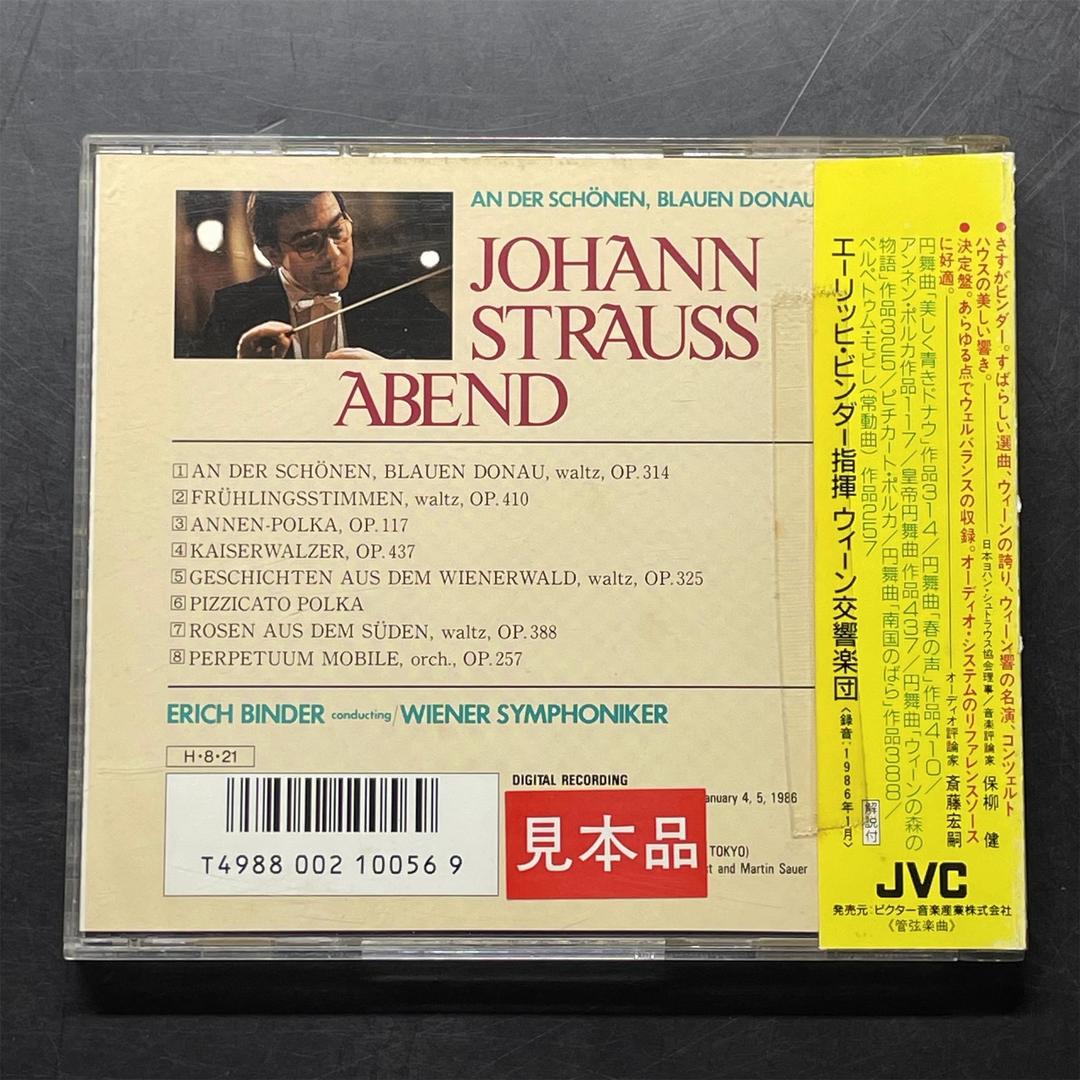 AN DER SCHÖNEN, BLAUEN DONAU
JOHANN
STRAUSS
ABEND
1 AN DER SCHÖNEN, BLAUEN DONAU, waltz, OP.314
2 FRÜHLINGSSTIMMEN, waltz, OP.410
3 ANNEN-POLKA, OP.117
4 KAISERWALZER, OP.437
5 GESCHICHTEN AUS DEM WIENERWALD, waltz, OP.325
6 PIZZICATO POLKA
7 ROSEN AUS DEM SÜDEN, waltz, OP.388
8 PERPETUUM MOBILE, orch., OP.257
ERICH BINDER conducting/WIENER SYMPHONIKER
H・8・21
T4988 002 10056 9
DIGITAL RECORDING
anuary 4, 5, 1986
見本品
TOKYO)
and Martin Sauer
●さすがビンダー。すばらしい選曲、ウィーンの誇り、ウィーン響の名演、コンツェルト
ハウスの美しい響き。
日本ヨハン・シュトラウス協会理事/音楽評論家 保柳 健
●決定盤。あらゆる点でウェルバランスの収録。オーディオ・システムのリファレンスソース
に好適。
オーディオ評論家 斎藤宏嗣
円舞曲「美しく青きドナウ」作品314/円舞曲「春の声」作品410/
アンネン・ポルカ作品117/皇帝円舞曲 作品437/円舞曲「ウィーンの森の
物語」作品325/ピチカート・ポルカ/円舞曲「南国のばら」作品388/
ペルペトゥム・モビレ(常動曲) 作品257
エーリッヒ・ビンダー指揮 ウィーン交響楽団
〈録音:1986年1月〉
解説付
JVC
発売元:ビクター音楽産業株式会社
《管弦楽曲》